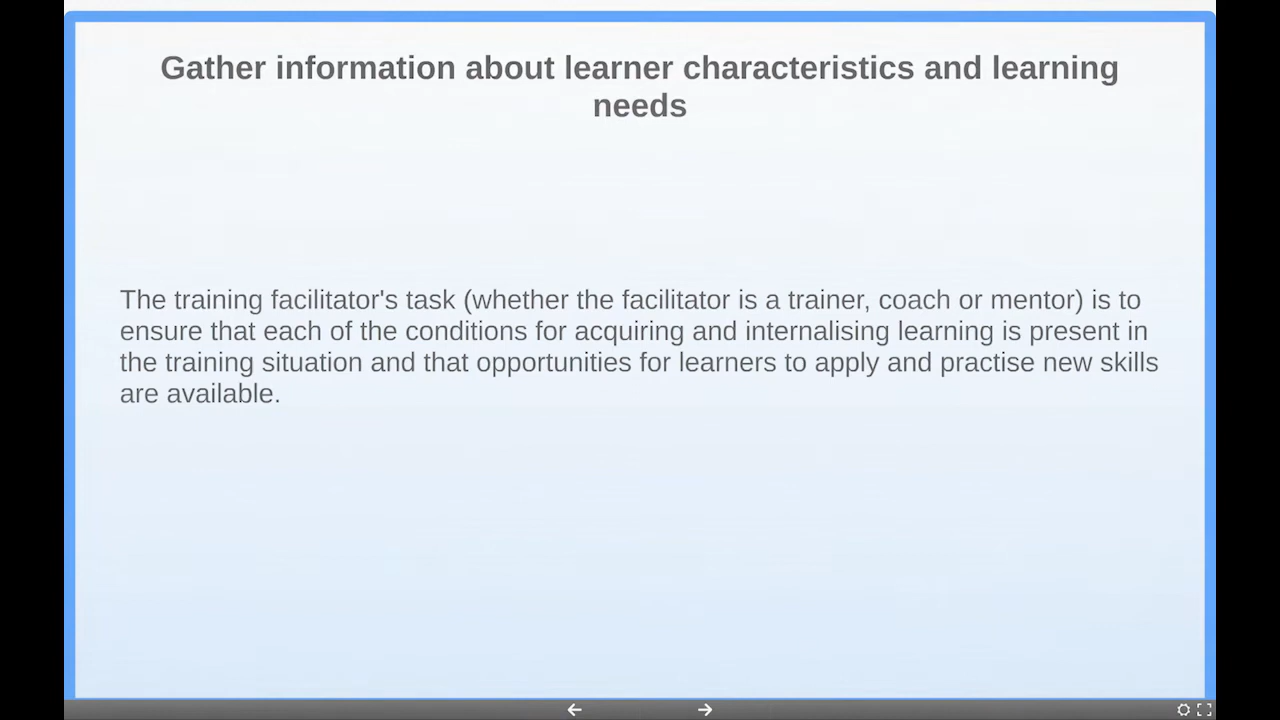 Gather information about learner characteristics and learning
needs
The training facilitator's task (whether the facilitator is a trainer, coach or mentor) is to
ensure that each of the conditions for acquiring and internalising learning is present in
the training situation and that opportunities for learners to apply and practise new skills
are available.